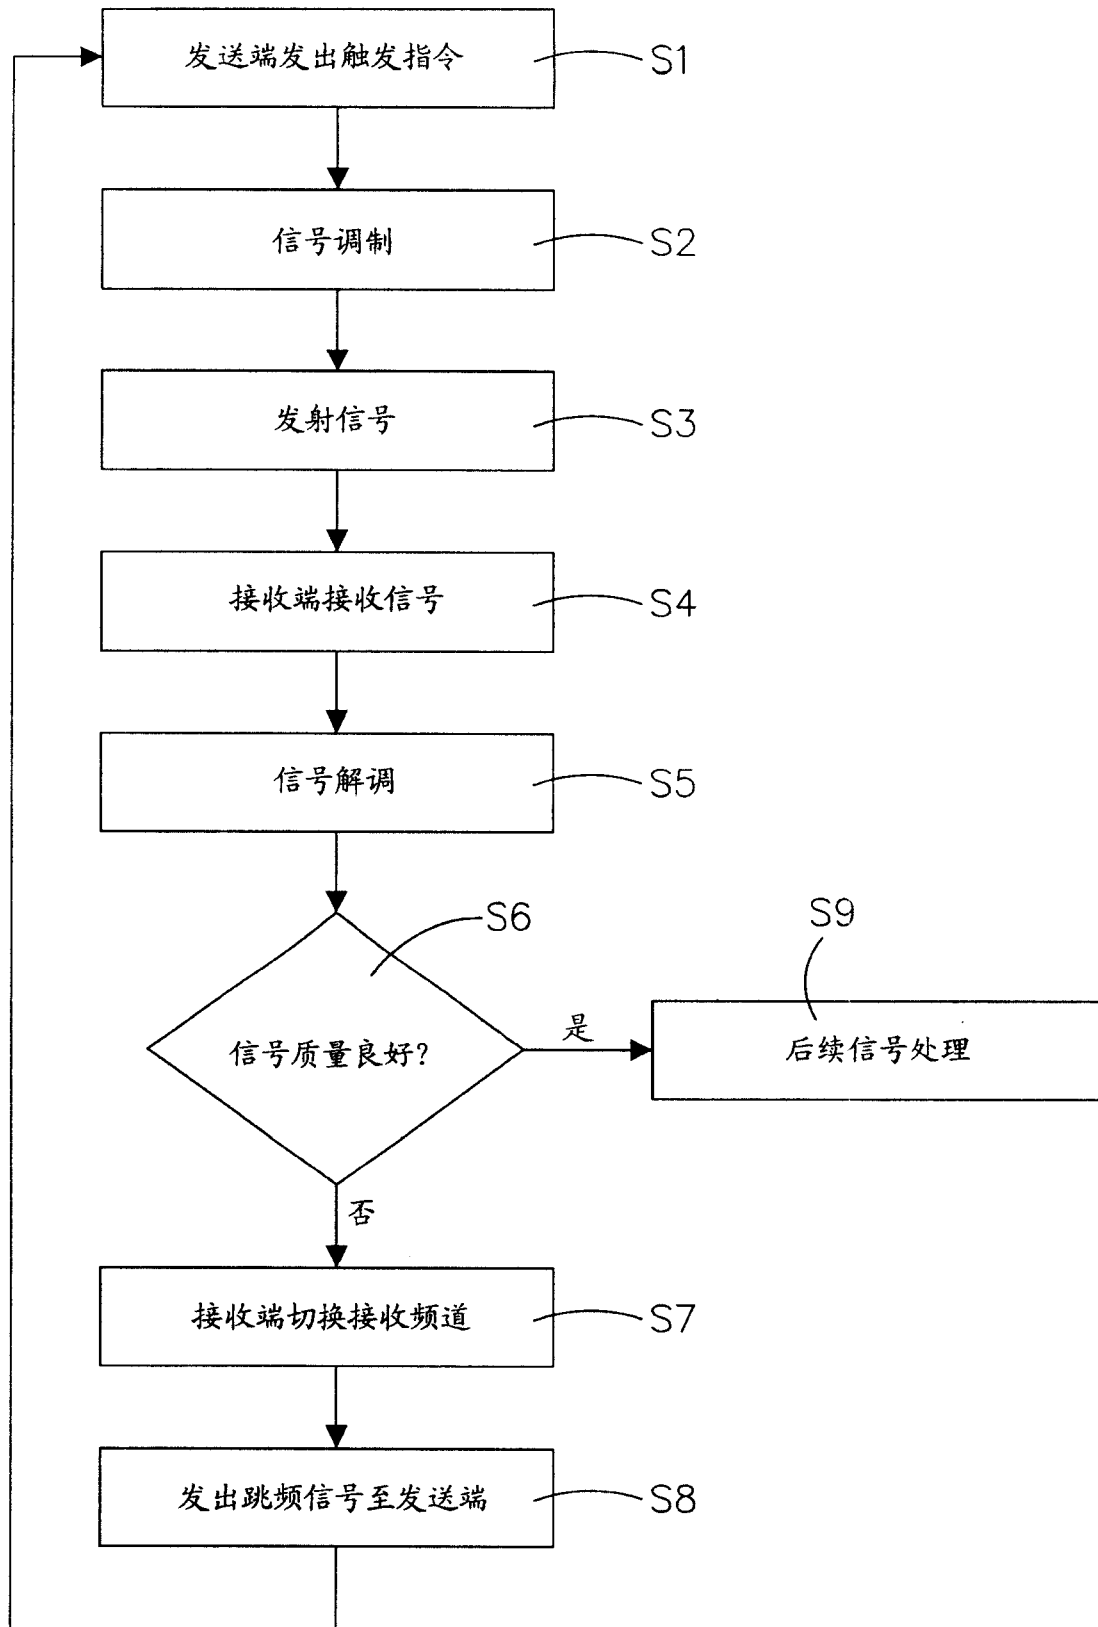 发送端发出触发指令
S1
信号调制
S2
发射信号
S3
接收端接收信号
S4
信号解调
S5
S6
S9
信号质量良好?
是
后续信号处理
否
接收端切换接收频道
S7
发出跳频信号至发送端
S8